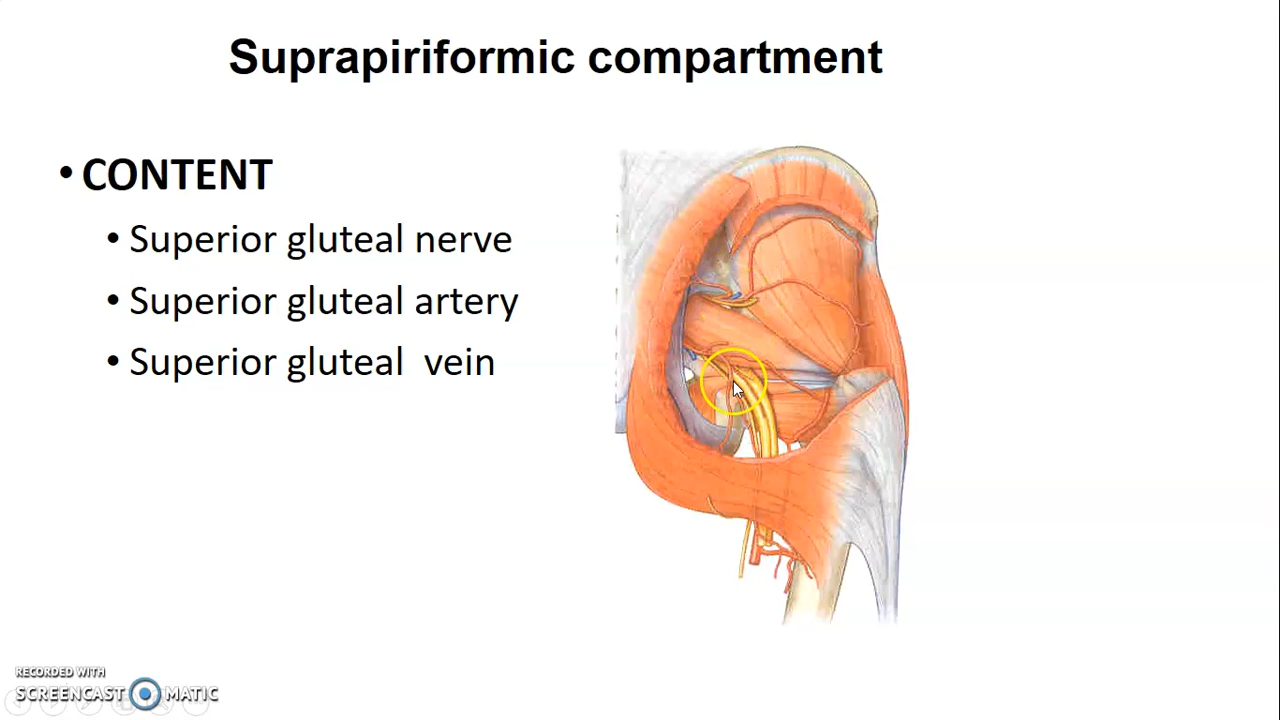 Suprapiriformic compartment
• CONTENT
• Superior gluteal nerve
• Superior gluteal artery
• Superior gluteal vein
RECORDED WITH
SCREENCAST MATIC